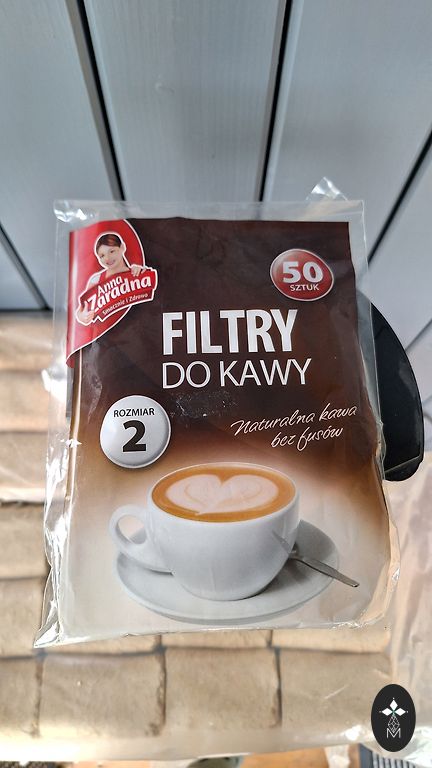 Anna
Zaradna
Smacznie i Zdrowo
50
SZTUK
FILTRY
DO KAWY
ROZMIAR
2
Naturalna kawa
bez fusów
M